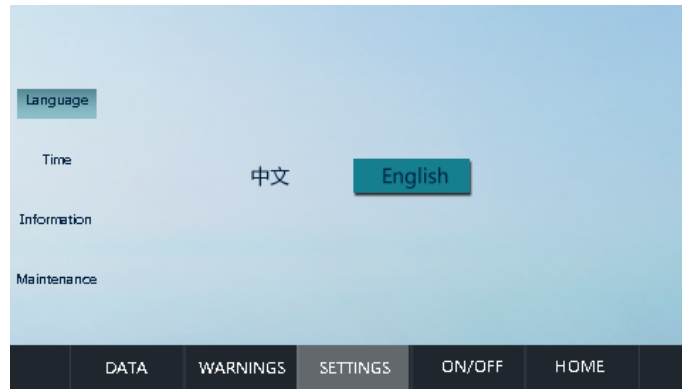 Language
Time
中文 English
Information
Maintenance
DATA WARNINGS SETTINGS ON/OFF HOME